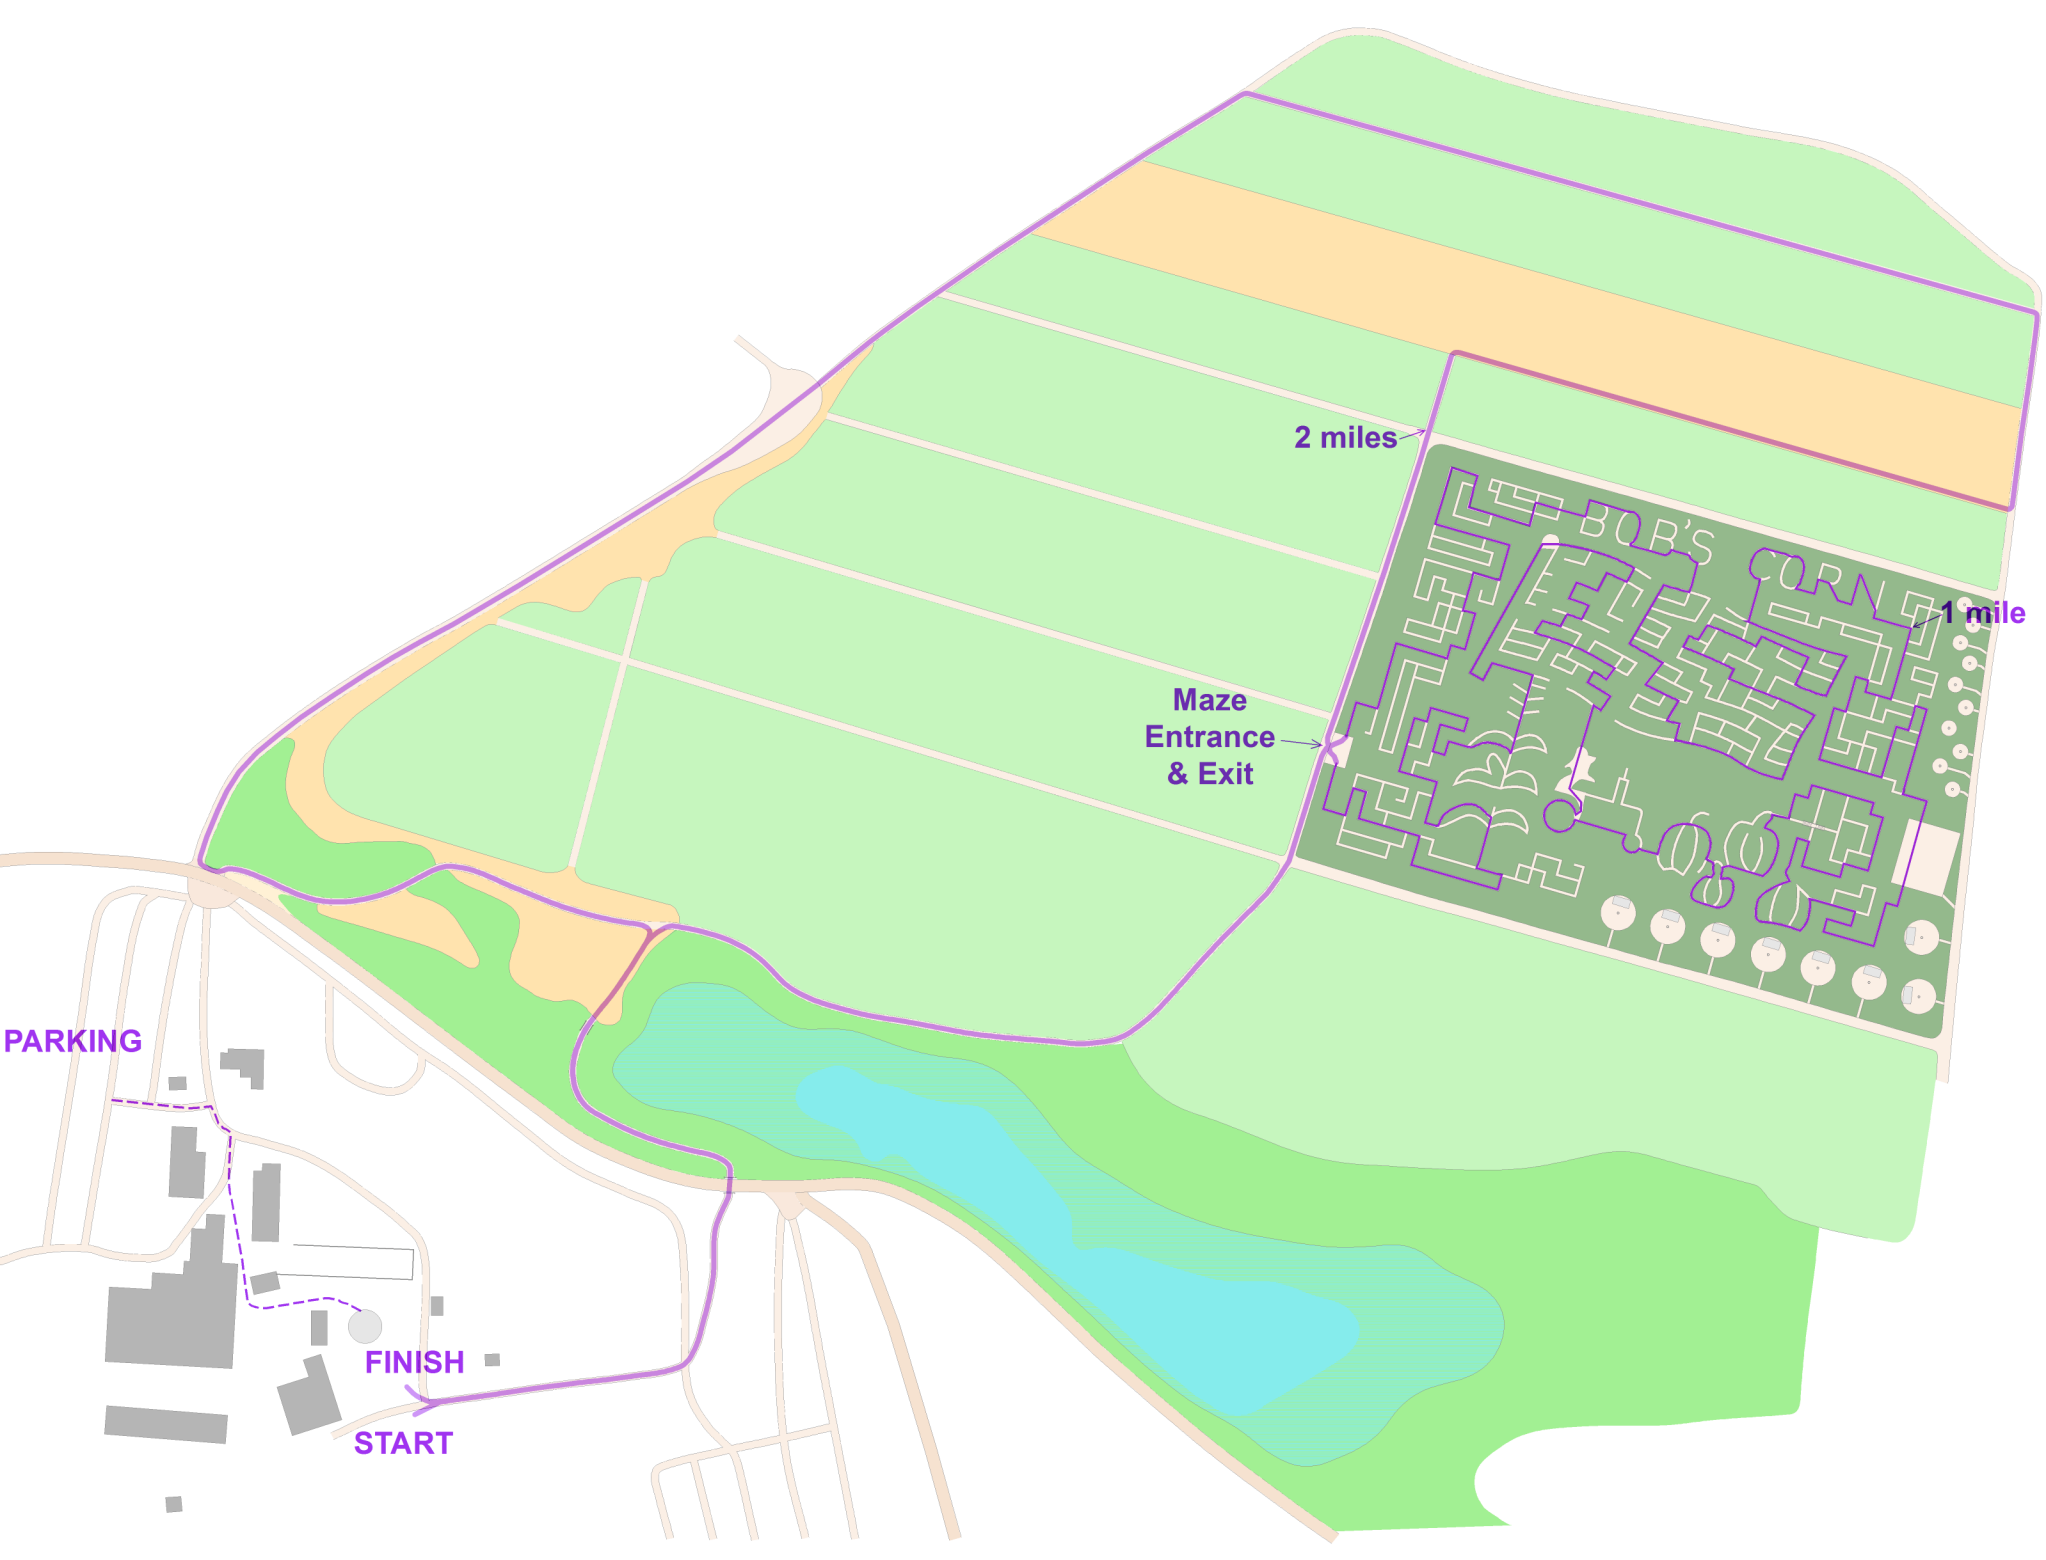 2 miles
BOB'S CORN
1 mile
Maze
Entrance
& Exit
PARKING
FINISH
START